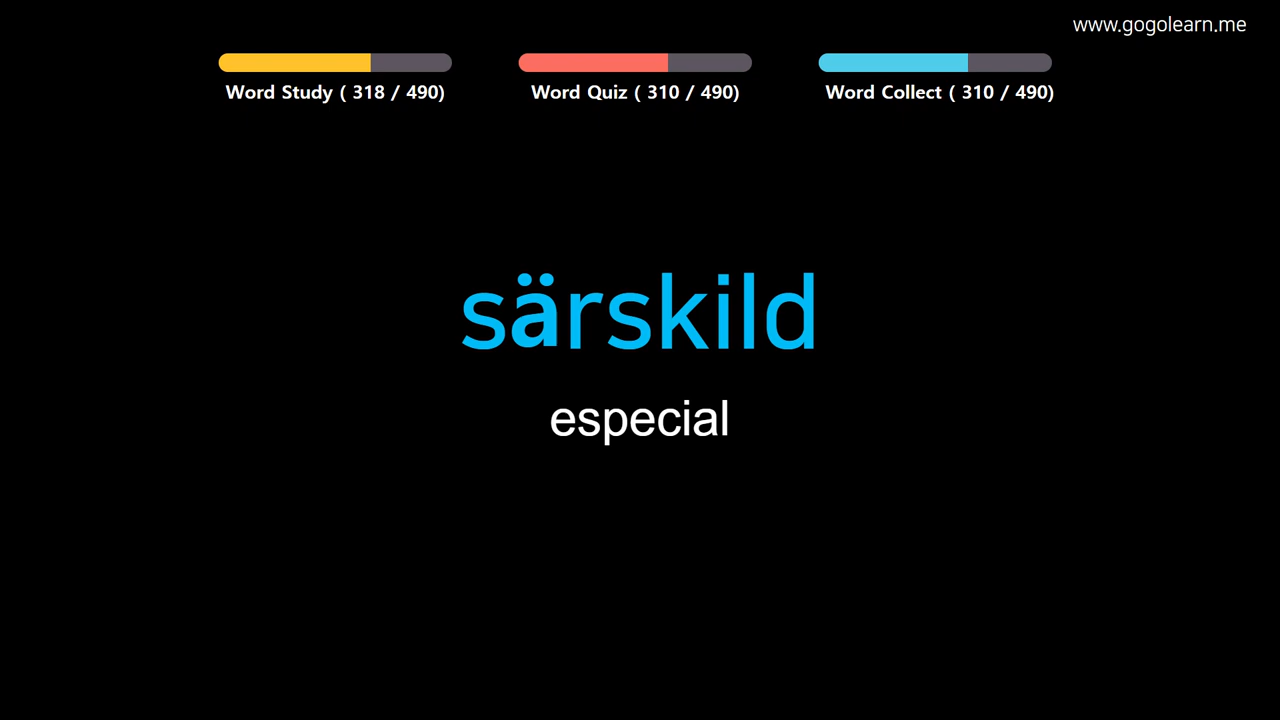 www.gogolearn.me
Word Study ( 318 / 490)
Word Quiz ( 310 / 490)
Word Collect ( 310 / 490)
särskild
especial